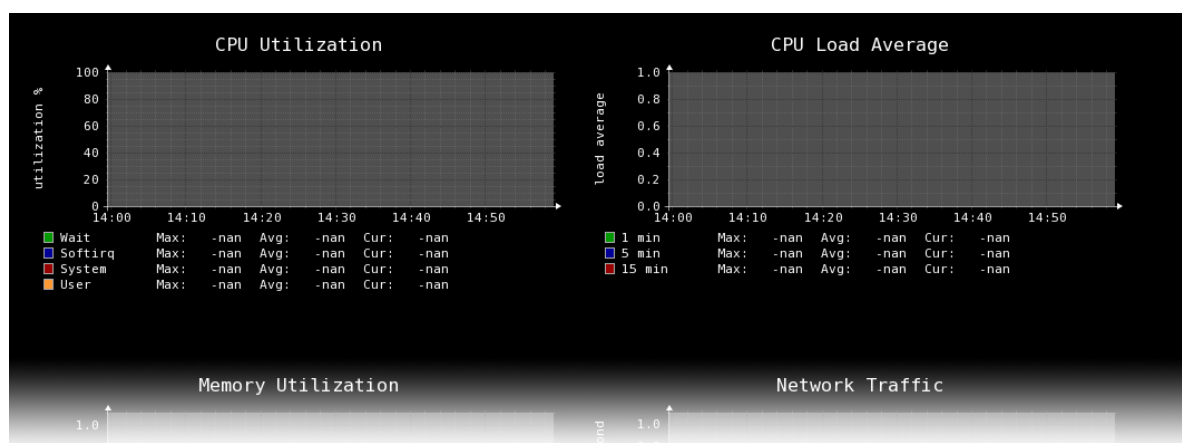 CPU Utilization
utilization %
100
80
60
40
20
0
14:00 14:10 14:20 14:30 14:40 14:50
Wait Max: -nan Avg: -nan Cur: -nan
Softirq Max: -nan Avg: -nan Cur: -nan
System Max: -nan Avg: -nan Cur: -nan
User Max: -nan Avg: -nan Cur: -nan
CPU Load Average
load average
1.0
0.8
0.6
0.4
0.2
0.0
14:00 14:10 14:20 14:30 14:40 14:50
1 min Max: -nan Avg: -nan Cur: -nan
5 min Max: -nan Avg: -nan Cur: -nan
15 min Max: -nan Avg: -nan Cur: -nan
Memory Utilization
1.0
Network Traffic
1.0